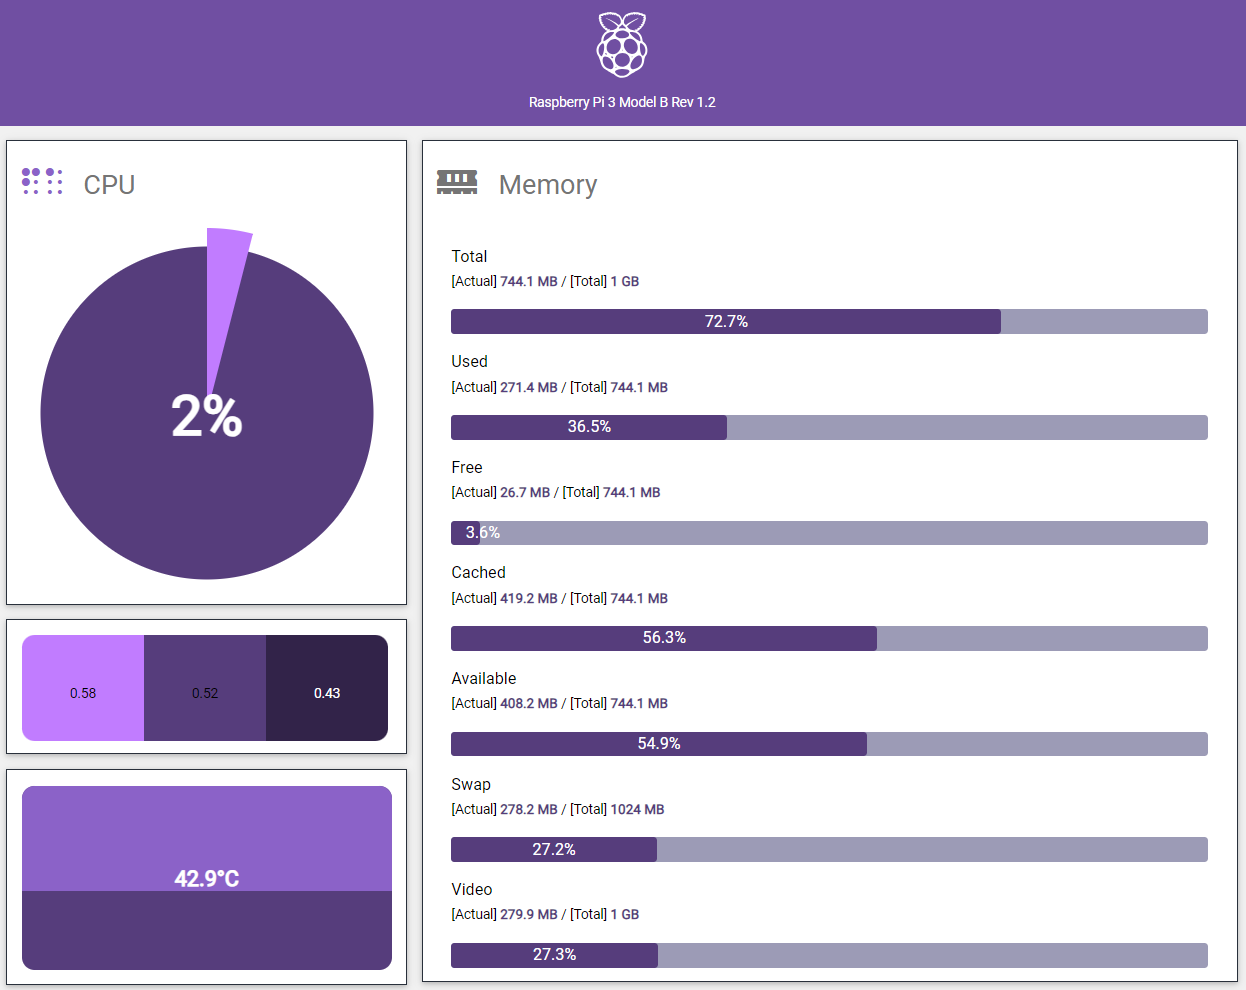 Raspberry Pi 3 Model B Rev 1.2
CPU
2%
0.58 0.52 0.43
42.9°C
Memory
Total
[Actual] 744.1 MB / [Total] 1 GB
72.7%
Used
[Actual] 271.4 MB / [Total] 744.1 MB
36.5%
Free
[Actual] 26.7 MB / [Total] 744.1 MB
3.6%
Cached
[Actual] 419.2 MB / [Total] 744.1 MB
56.3%
Available
[Actual] 408.2 MB / [Total] 744.1 MB
54.9%
Swap
[Actual] 278.2 MB / [Total] 1024 MB
27.2%
Video
[Actual] 279.9 MB / [Total] 1 GB
27.3%